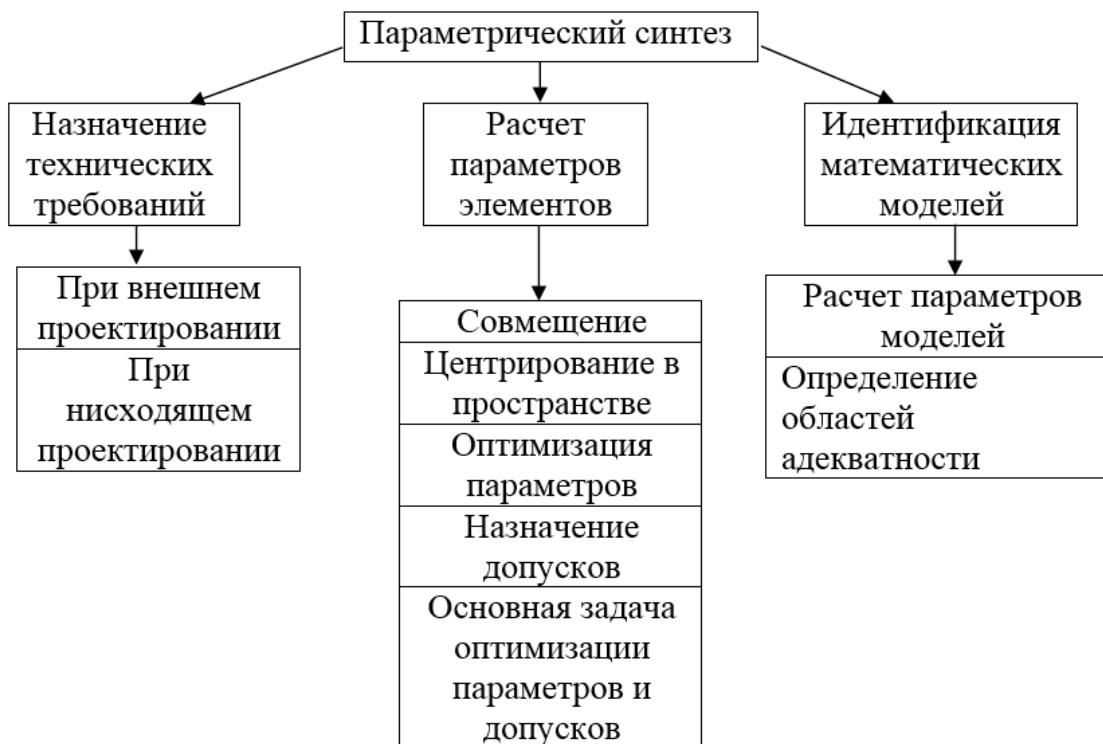 Параметрический синтез
Назначение
технических
требований
Расчет
параметров
элементов
Идентификация
математических
моделей
При внешнем
проектировании
При
нисходящем
проектировании
Совмещение
Центрирование в
пространстве
Оптимизация
параметров
Назначение
допусков
Основная задача
оптимизации
параметров и
допусков
Расчет параметров
моделей
Определение
областей
адекватности